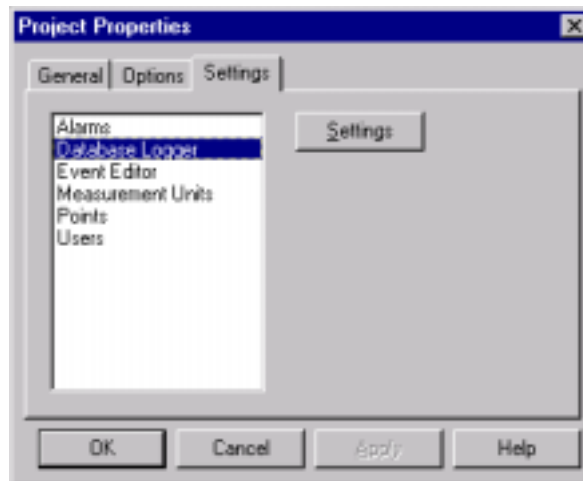 Project Properties
General Options Settings
Alarms
Database Logger
Event Editor
Measurement Units
Points
Users
Settings
OK Cancel Apply Help